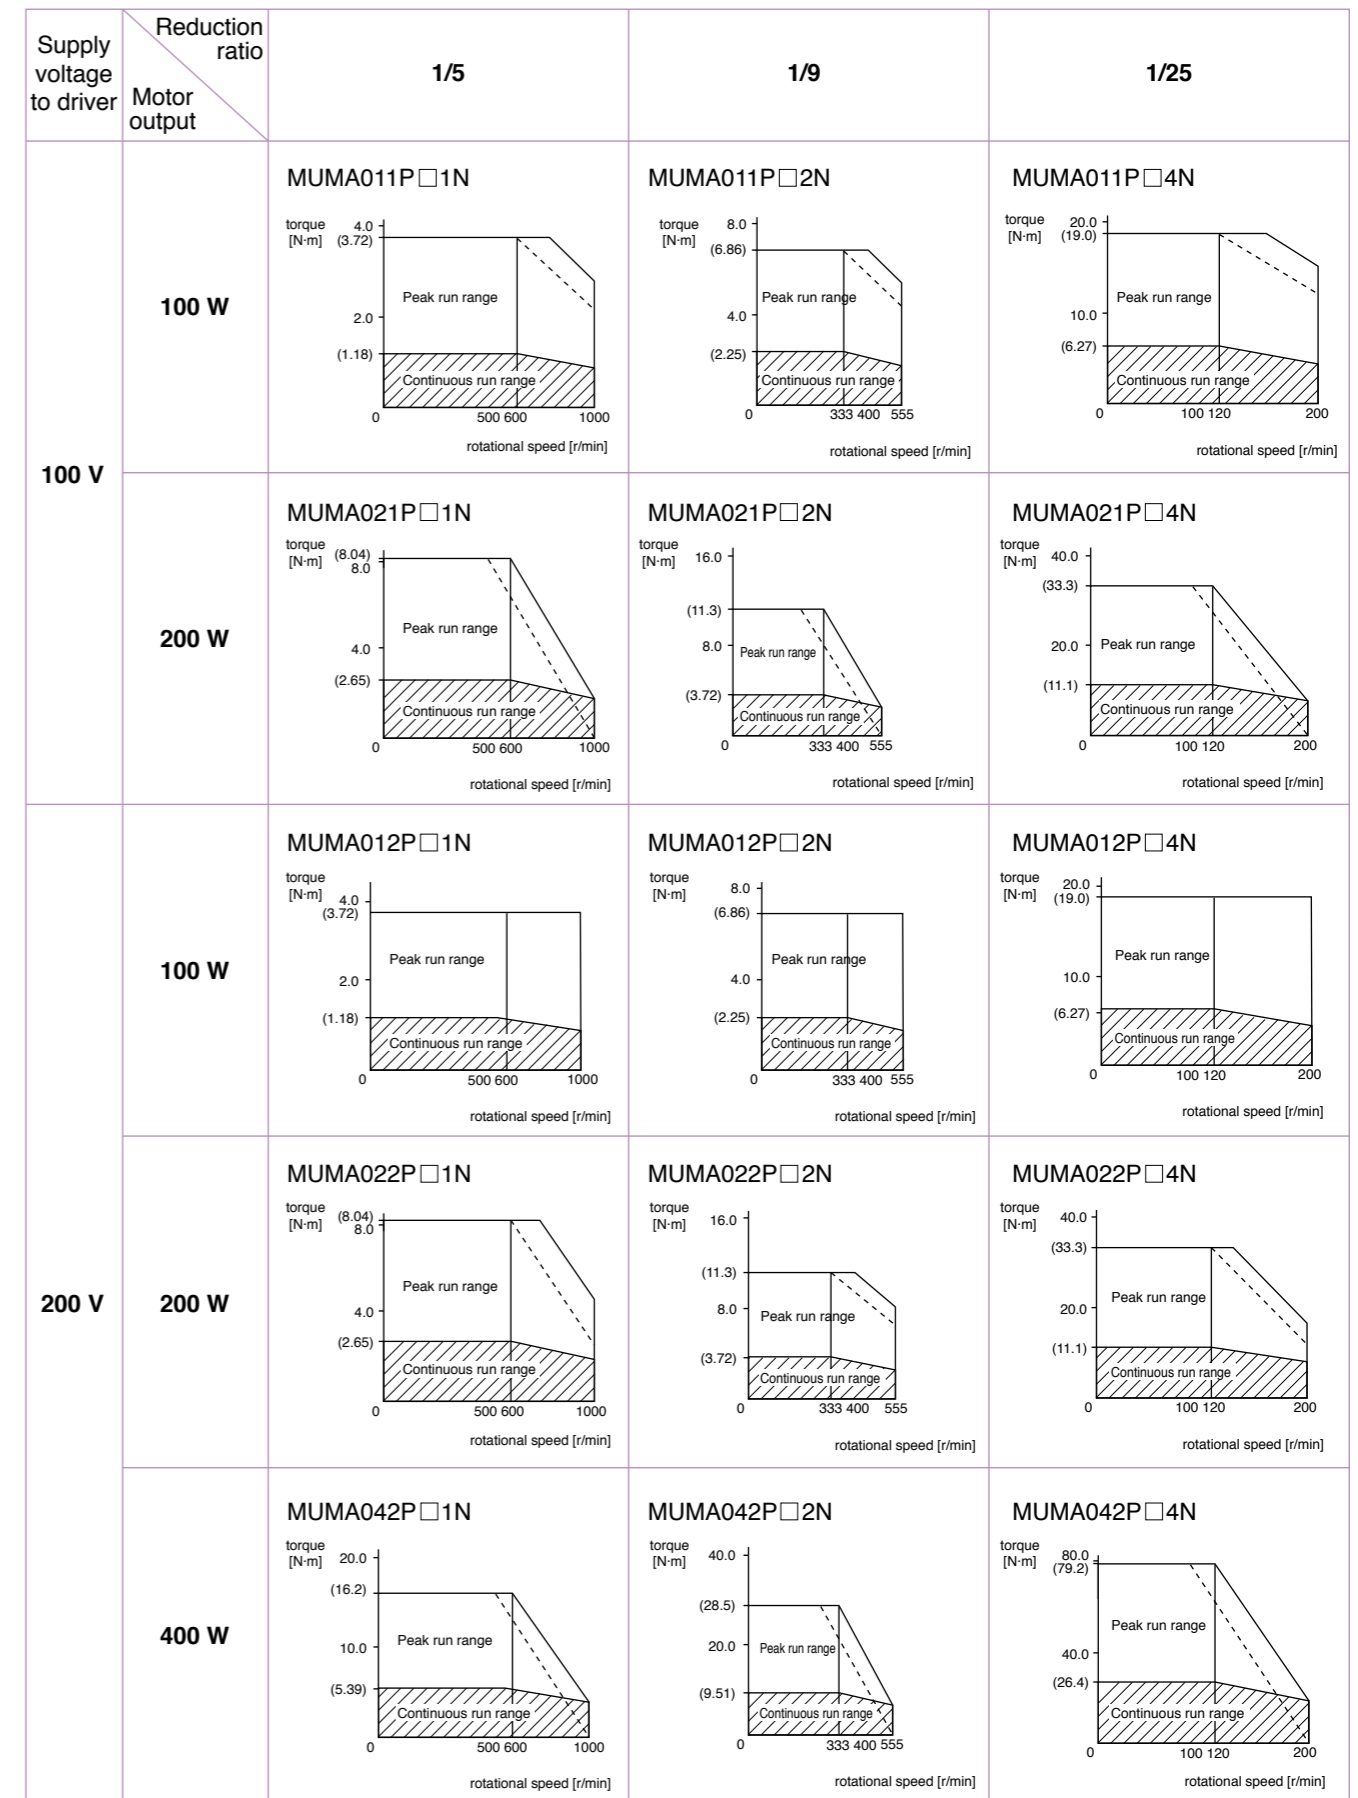 Supply
voltage
to driver
Reduction
ratio
Motor
output
1/5
1/9
1/25
100 V
100 W
MUMA011P□1N
torque
[N·m]
4.0
(3.72)
2.0
(1.18)
Peak run range
Continuous run range
0
500 600
1000
rotational speed [r/min]
MUMA011P□2N
torque
[N·m]
8.0
(6.86)
4.0
(2.25)
Peak run range
Continuous run range
0
333 400
555
rotational speed [r/min]
MUMA011P□4N
torque
[N·m]
20.0
(19.0)
10.0
(6.27)
Peak run range
Continuous run range
0
100 120
200
rotational speed [r/min]
200 W
MUMA021P□1N
torque
[N·m]
(8.04)
8.0
4.0
(2.65)
Peak run range
Continuous run range
0
500 600
1000
rotational speed [r/min]
MUMA021P□2N
torque
[N·m]
16.0
(11.3)
8.0
(3.72)
Peak run range
Continuous run range
0
333 400
555
rotational speed [r/min]
MUMA021P□4N
torque
[N·m]
40.0
(33.3)
20.0
(11.1)
Peak run range
Continuous run range
0
100 120
200
rotational speed [r/min]
200 V
100 W
MUMA012P□1N
torque
[N·m]
4.0
(3.72)
2.0
(1.18)
Peak run range
Continuous run range
0
500 600
1000
rotational speed [r/min]
MUMA012P□2N
torque
[N·m]
8.0
(6.86)
4.0
(2.25)
Peak run range
Continuous run range
0
333 400
555
rotational speed [r/min]
MUMA012P□4N
torque
[N·m]
20.0
(19.0)
10.0
(6.27)
Peak run range
Continuous run range
0
100 120
200
rotational speed [r/min]
200 W
MUMA022P□1N
torque
[N·m]
(8.04)
8.0
4.0
(2.65)
Peak run range
Continuous run range
0
500 600
1000
rotational speed [r/min]
MUMA022P□2N
torque
[N·m]
16.0
(11.3)
8.0
(3.72)
Peak run range
Continuous run range
0
333 400
555
rotational speed [r/min]
MUMA022P□4N
torque
[N·m]
40.0
(33.3)
20.0
(11.1)
Peak run range
Continuous run range
0
100 120
200
rotational speed [r/min]
400 W
MUMA042P□1N
torque
[N·m]
20.0
(16.2)
10.0
(5.39)
Peak run range
Continuous run range
0
500 600
1000
rotational speed [r/min]
MUMA042P□2N
torque
[N·m]
40.0
(28.5)
20.0
(9.51)
Peak run range
Continuous run range
0
333 400
555
rotational speed [r/min]
MUMA042P□4N
torque
[N·m]
80.0
(79.2)
40.0
(26.4)
Peak run range
Continuous run range
0
100 120
200
rotational speed [r/min]